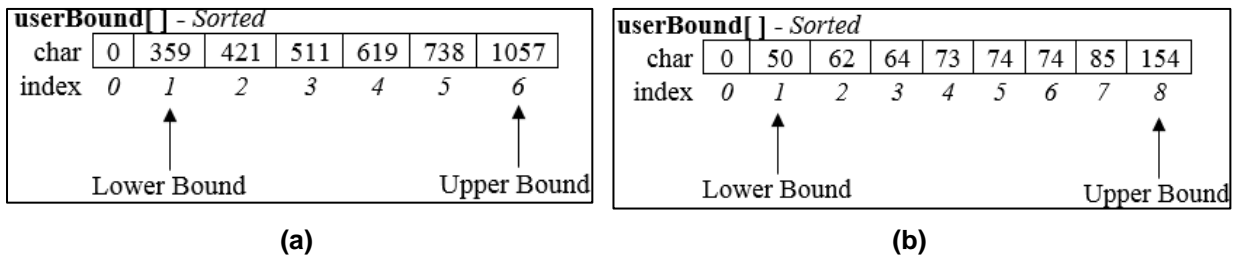 userBound[ ] - Sorted
char 0 359 421 511 619 738 1057
index 0 1 2 3 4 5 6
Lower Bound Upper Bound
(a)
userBound[ ] - Sorted
char 0 50 62 64 73 74 74 85 154
index 0 1 2 3 4 5 6 7 8
Lower Bound Upper Bound
(b)